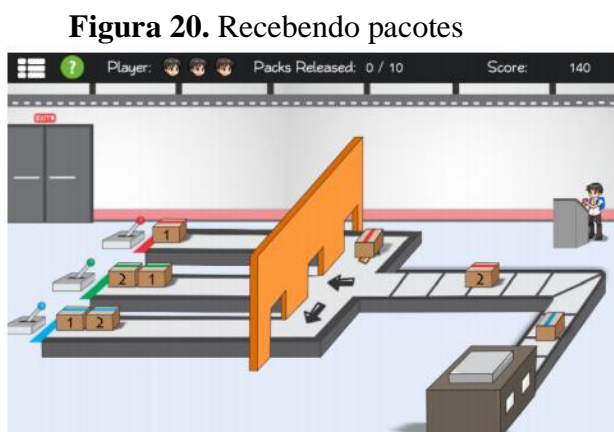 Figura 20. Recebendo pacotes
? Player: Packs Released: 0 / 10 Score: 140
EXIT
1
2 1
2
1 2